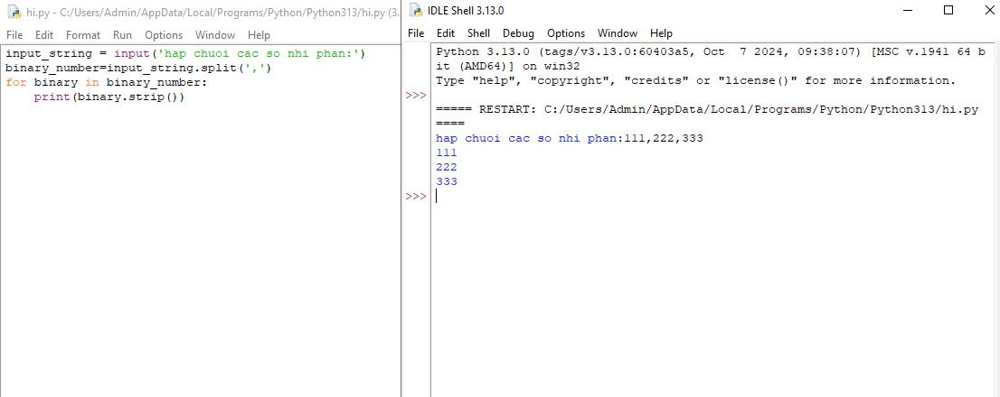 hi.py - C:/Users/Admin/AppData/Local/Programs/Python/Python313/hi.py (3.
File Edit Format Run Options Window Help
input_string = input('hap chuoi cac so nhi phan:')
binary_number=input_string.split(',')
for binary in binary_number:
    print(binary.strip())
IDLE Shell 3.13.0
File Edit Shell Debug Options Window Help
Python 3.13.0 (tags/v3.13.0:60403a5, Oct  7 2024, 09:38:07) [MSC v.1941 64 b
it (AMD64)] on win32
Type "help", "copyright", "credits" or "license()" for more information.
>>>
===== RESTART: C:/Users/Admin/AppData/Local/Programs/Python/Python313/hi.py
====
hap chuoi cac so nhi phan:111,222,333
111
222
333
>>>